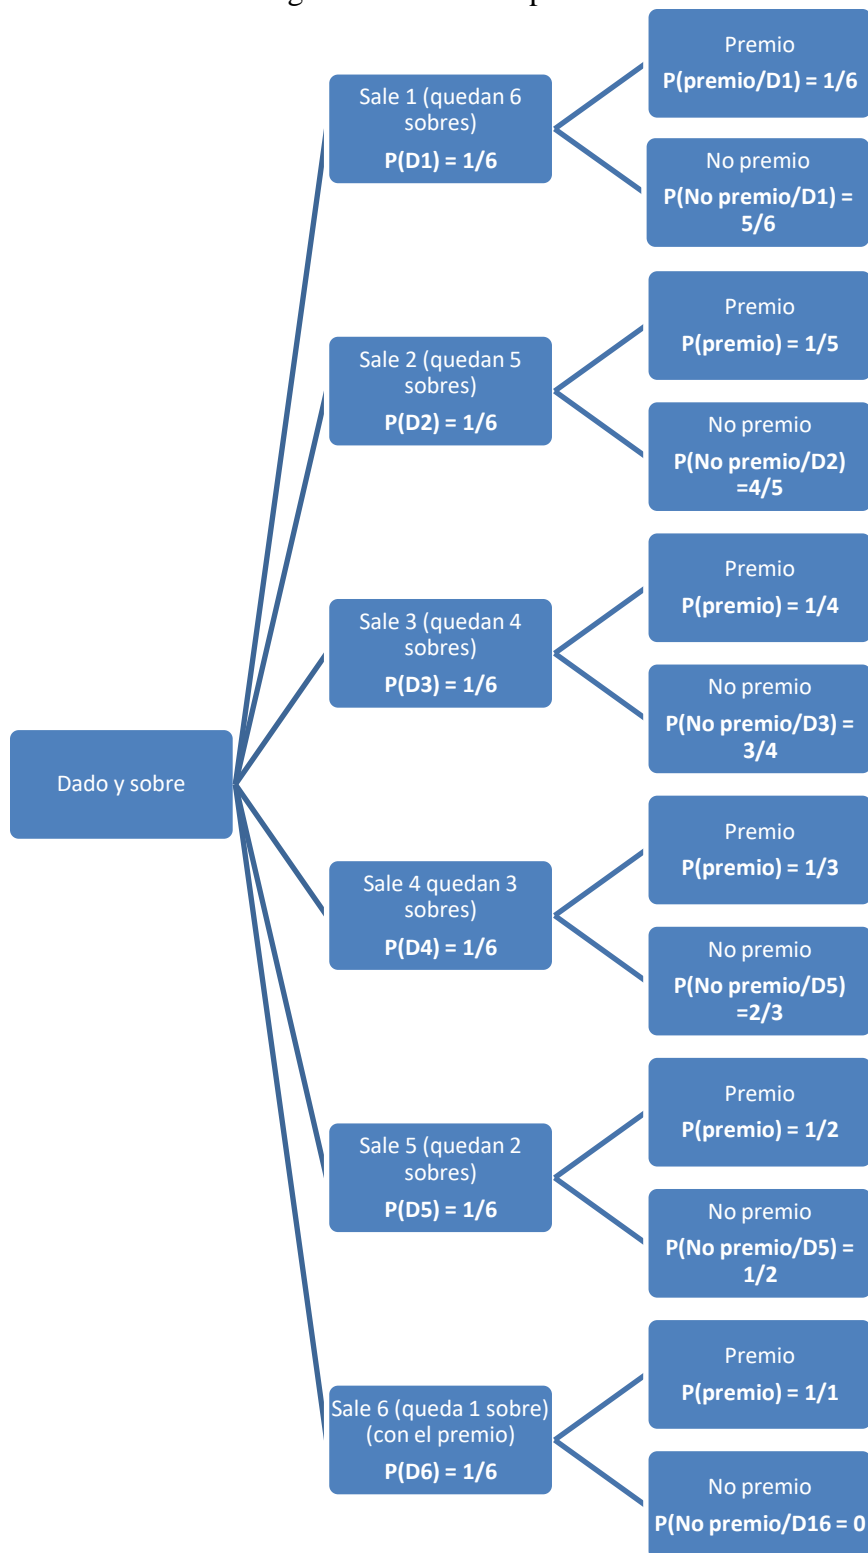 Sale 1 (quedan 6
sobres)
P(D1) = 1/6
Premio
P(premio/D1) = 1/6
No premio
P(No premio/D1) =
5/6
Sale 2 (quedan 5
sobres)
P(D2) = 1/6
Premio
P(premio) = 1/5
No premio
P(No premio/D2)
=4/5
Sale 3 (quedan 4
sobres)
P(D3) = 1/6
Premio
P(premio) = 1/4
No premio
P(No premio/D3) =
3/4
Dado y sobre
Sale 4 quedan 3
sobres)
P(D4) = 1/6
Premio
P(premio) = 1/3
No premio
P(No premio/D5)
=2/3
Sale 5 (quedan 2
sobres)
P(D5) = 1/6
Premio
P(premio) = 1/2
No premio
P(No premio/D5) =
1/2
Sale 6 (queda 1 sobre)
(con el premio)
P(D6) = 1/6
Premio
P(premio) = 1/1
No premio
P(No premio/D16 = 0